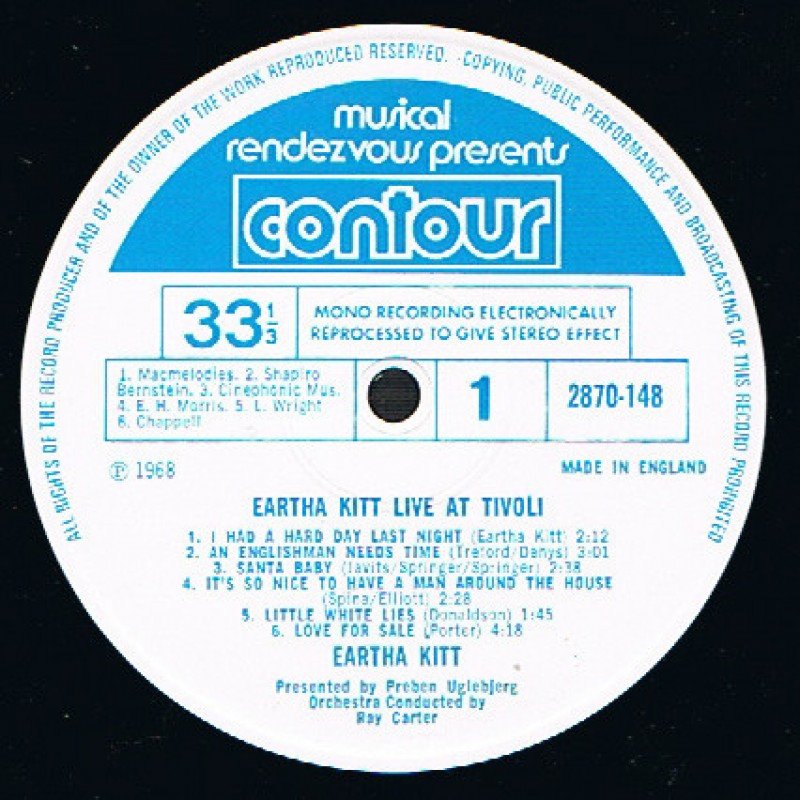 ALL RIGHTS OF THE RECORD PRODUCER AND OF THE OWNER OF THE WORK REPRODUCED RESERVED. COPYING, PUBLIC PERFORMANCE AND BROADCASTING OF THIS RECORD PROHIBITED
musical
rendezvous presents
contour
33 1/3
MONO RECORDING ELECTRONICALLY
REPROCESSED TO GIVE STEREO EFFECT
1. Macmelodies. 2. Shapiro
Bernstein. 3. Cinephonic Mus.
4. E. H. Morris. 5. L. Wright
6. Chappell
1
2870-148
Ⓟ 1968
MADE IN ENGLAND
EARTHA KITT LIVE AT TIVOLI
1. I HAD A HARD DAY LAST NIGHT (Eartha Kitt) 2:12
2. AN ENGLISHMAN NEEDS TIME (Treford/Denys) 3:01
3. SANTA BABY (Javits/Springer/Springer) 2:38
4. IT'S SO NICE TO HAVE A MAN AROUND THE HOUSE
(Spina/Elliott) 2:28
5. LITTLE WHITE LIES (Donaldson) 1:45
6. LOVE FOR SALE (Porter) 4:18
EARTHA KITT
Presented by Preben Uglebjerg
Orchestra Conducted by
Ray Carter